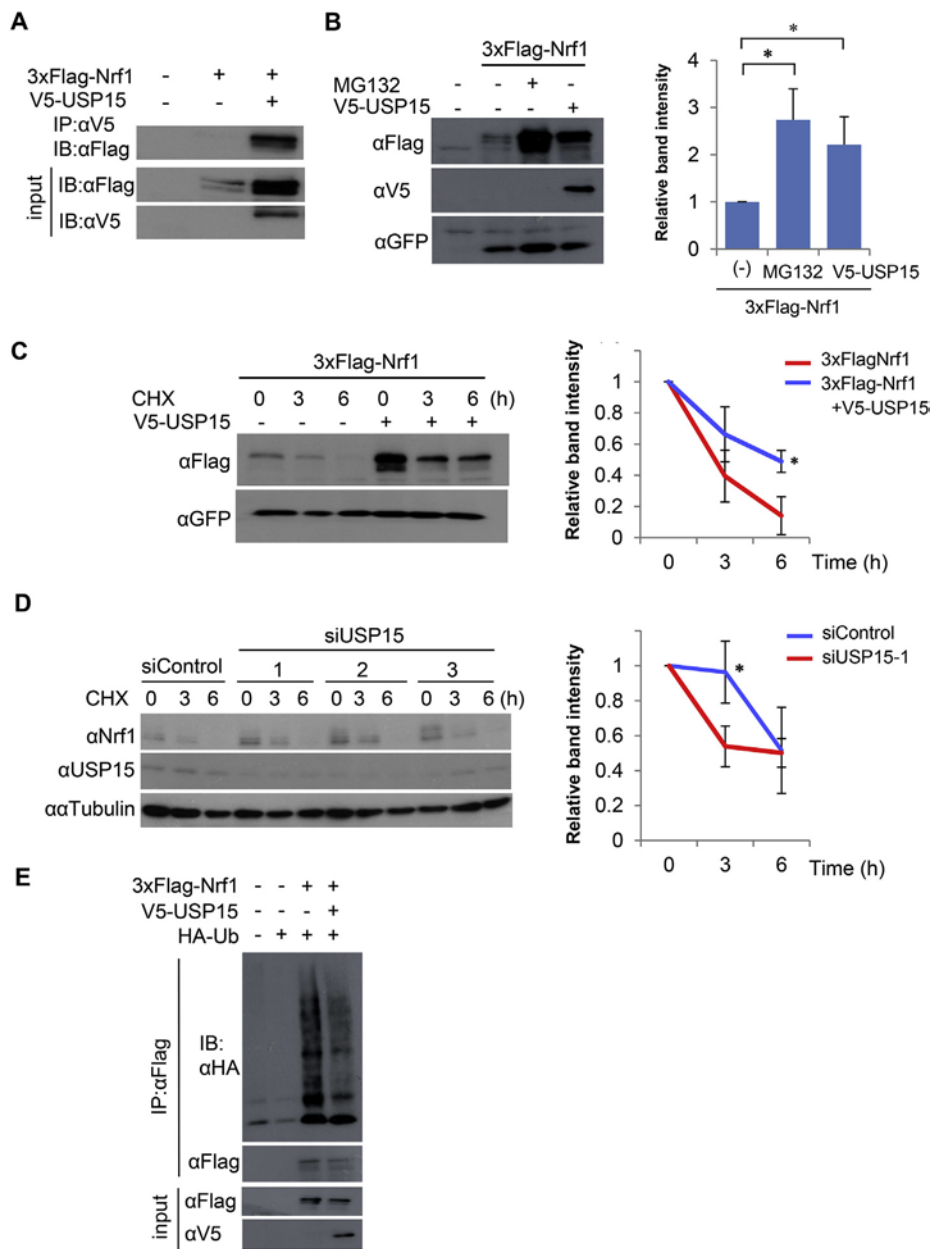 A
3xFlag-Nrf1 - + +
V5-USP15 - - +
IP:αV5
IB:αFlag
input
IB:αFlag
IB:αV5
B
3xFlag-Nrf1
MG132 - - + -
V5-USP15 - - - +
αFlag
αV5
αGFP
Relative band intensity
4
3
2
1
0
* *
(-) MG132 V5-USP15
3xFlag-Nrf1
C
3xFlag-Nrf1
CHX 0 3 6 0 3 6 (h)
V5-USP15 - - - + + +
αFlag
αGFP
Relative band intensity
1
0.8
0.6
0.4
0.2
0
0 3 6 Time (h)
3xFlagNrf1
3xFlag-Nrf1
+V5-USP15
*
D
siUSP15
siControl 1 2 3
CHX 0 3 6 0 3 6 0 3 6 0 3 6 (h)
αNrf1
αUSP15
ααTubulin
Relative band intensity
1
0.8
0.6
0.4
0.2
0
0 3 6 Time (h)
siControl
siUSP15-1
*
E
3xFlag-Nrf1 - - + +
V5-USP15 - - - +
HA-Ub - + + +
IP:αFlag
IB:
αHA
αFlag
input
αFlag
αV5